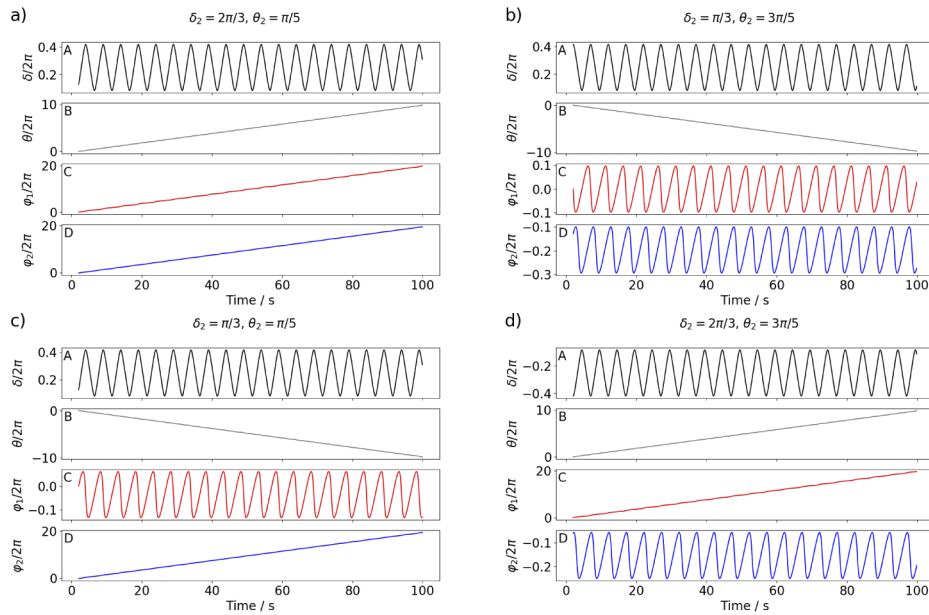 a)
δ₂ = 2π/3, θ₂ = π/5
A
0.4
0.2
δ/2π
B
10
0
θ/2π
C
20
0
φ₁/2π
D
20
0
φ₂/2π
0 20 40 60 80 100
Time / s
b)
δ₂ = π/3, θ₂ = 3π/5
A
0.4
0.2
δ/2π
B
0
−10
θ/2π
C
0.1
0.0
−0.1
φ₁/2π
D
−0.1
−0.2
−0.3
φ₂/2π
0 20 40 60 80 100
Time / s
c)
δ₂ = π/3, θ₂ = π/5
A
0.4
0.2
δ/2π
B
0
−10
θ/2π
C
0.0
−0.1
φ₁/2π
D
20
0
φ₂/2π
0 20 40 60 80 100
Time / s
d)
δ₂ = 2π/3, θ₂ = 3π/5
A
−0.2
−0.4
δ/2π
B
10
0
θ/2π
C
20
0
φ₁/2π
D
−0.1
−0.2
φ₂/2π
0 20 40 60 80 100
Time / s